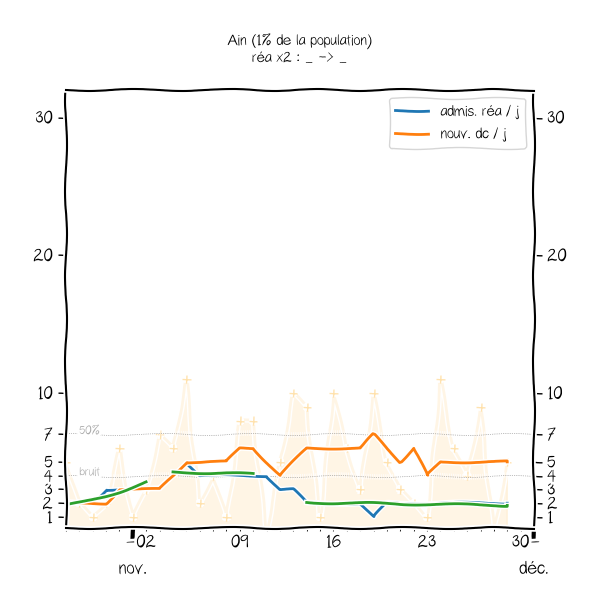 Ain (1% de la population)
réa x2 : _ -> _
admis. réa / j
nouv. dc / j
30 30
20 20
10 10
50%
7 7
5 5
bruit
4 4
3 3
2 2
1 1
02 09 16 23 30
nov. déc.